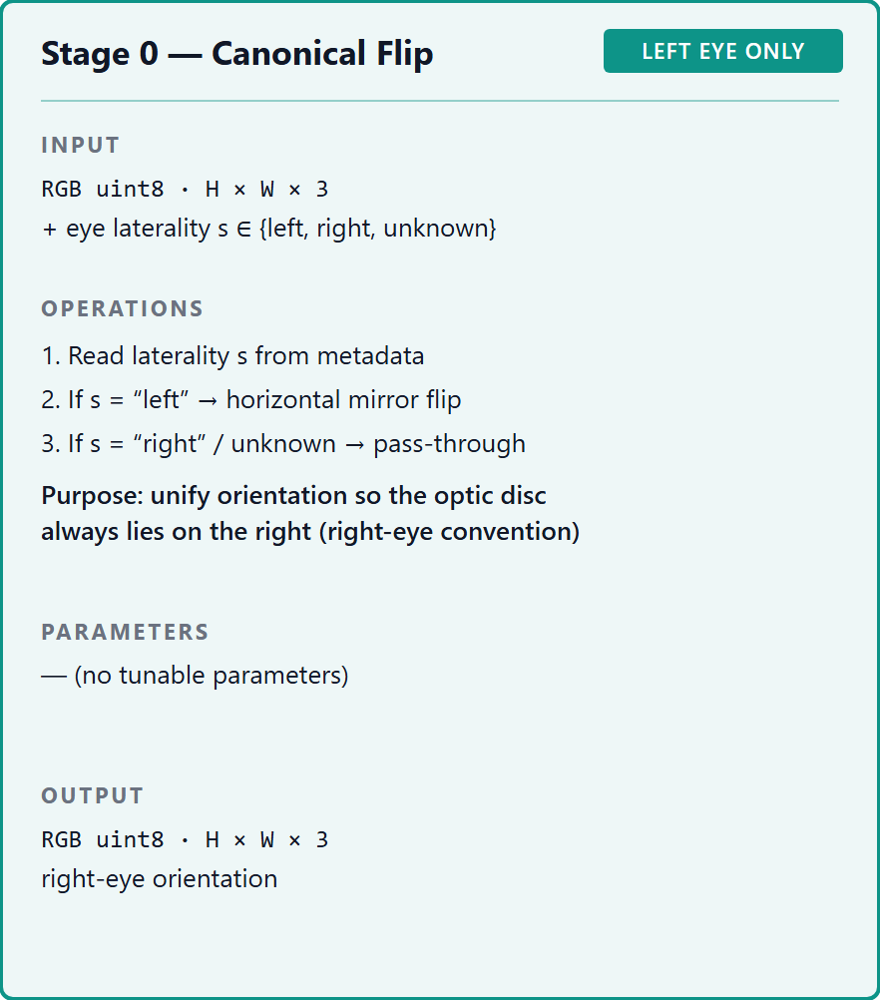 Stage 0 — Canonical Flip
LEFT EYE ONLY
INPUT
RGB uint8 · H × W × 3
+ eye laterality s ∈ {left, right, unknown}
OPERATIONS
1. Read laterality s from metadata
2. If s = “left” → horizontal mirror flip
3. If s = “right” / unknown → pass-through
Purpose: unify orientation so the optic disc
always lies on the right (right-eye convention)
PARAMETERS
— (no tunable parameters)
OUTPUT
RGB uint8 · H × W × 3
right-eye orientation